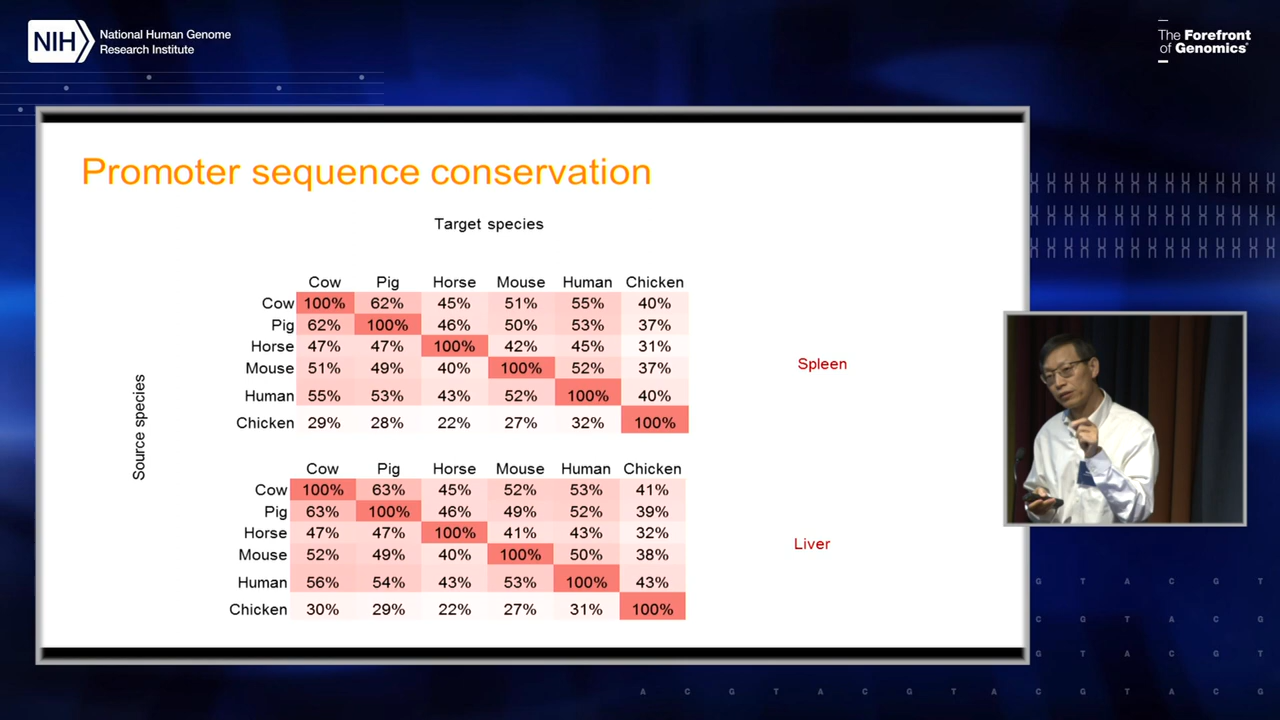 NIH
National Human Genome
Research Institute
The Forefront
of Genomics®
Promoter sequence conservation
Target species
Source species
Cow Pig Horse Mouse Human Chicken
Cow 100% 62% 45% 51% 55% 40%
Pig 62% 100% 46% 50% 53% 37%
Horse 47% 47% 100% 42% 45% 31%
Mouse 51% 49% 40% 100% 52% 37%
Human 55% 53% 43% 52% 100% 40%
Chicken 29% 28% 22% 27% 32% 100%
Spleen
Cow Pig Horse Mouse Human Chicken
Cow 100% 63% 45% 52% 53% 41%
Pig 63% 100% 46% 49% 52% 39%
Horse 47% 47% 100% 41% 43% 32%
Mouse 52% 49% 40% 100% 50% 38%
Human 56% 54% 43% 53% 100% 43%
Chicken 30% 29% 22% 27% 31% 100%
Liver
G T A C G T
C G T A C G
G T A C G T
A C G T A C G T A C G T A C G